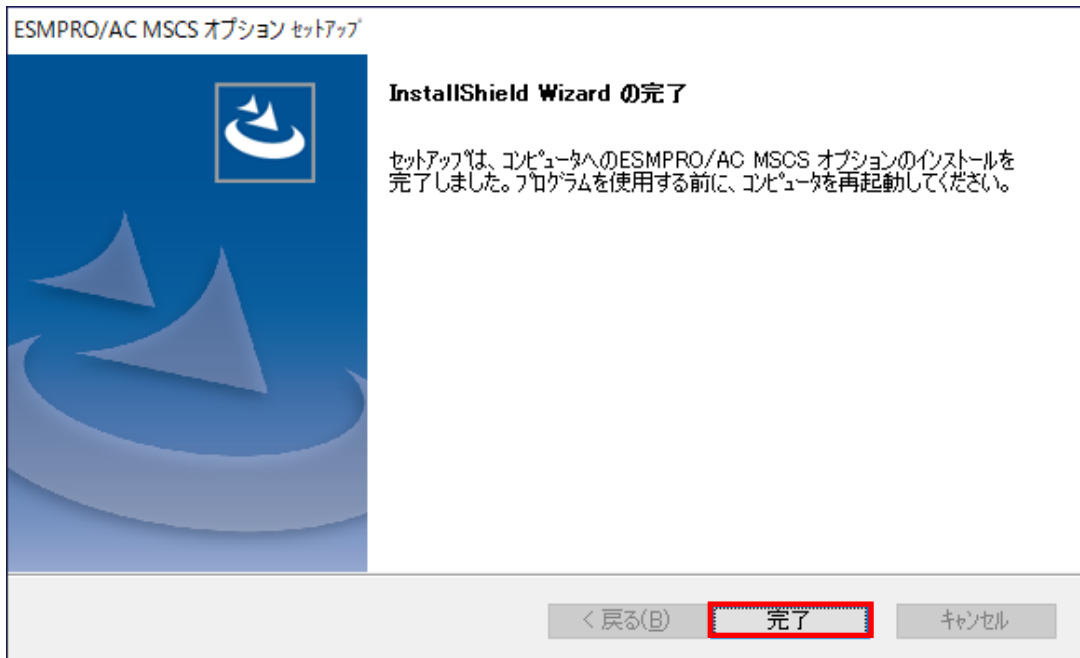 ESMPRO/AC MSCS オプション セットアップ
InstallShield Wizard の完了
セットアップは、コンピュータへのESMPRO/AC MSCS オプションのインストールを
完了しました。プログラムを使用する前に、コンピュータを再起動してください。
< 戻る(B)
完了
キャンセル